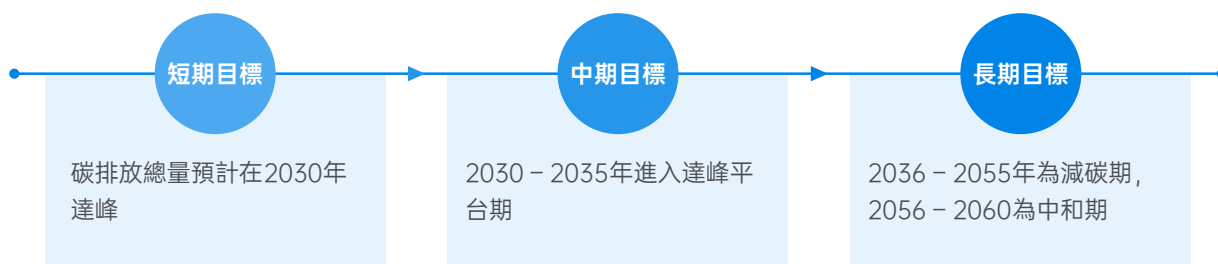 短期目標
碳排放總量預計在2030年
達峰
中期目標
2030 – 2035年進入達峰平
台期
長期目標
2036 – 2055年為減碳期，
2056 – 2060為中和期